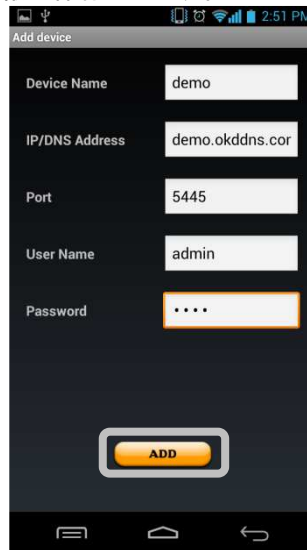 2:51 PM
Add device
Device Name demo
IP/DNS Address demo.okddns.cor
Port 5445
User Name admin
Password ····
ADD